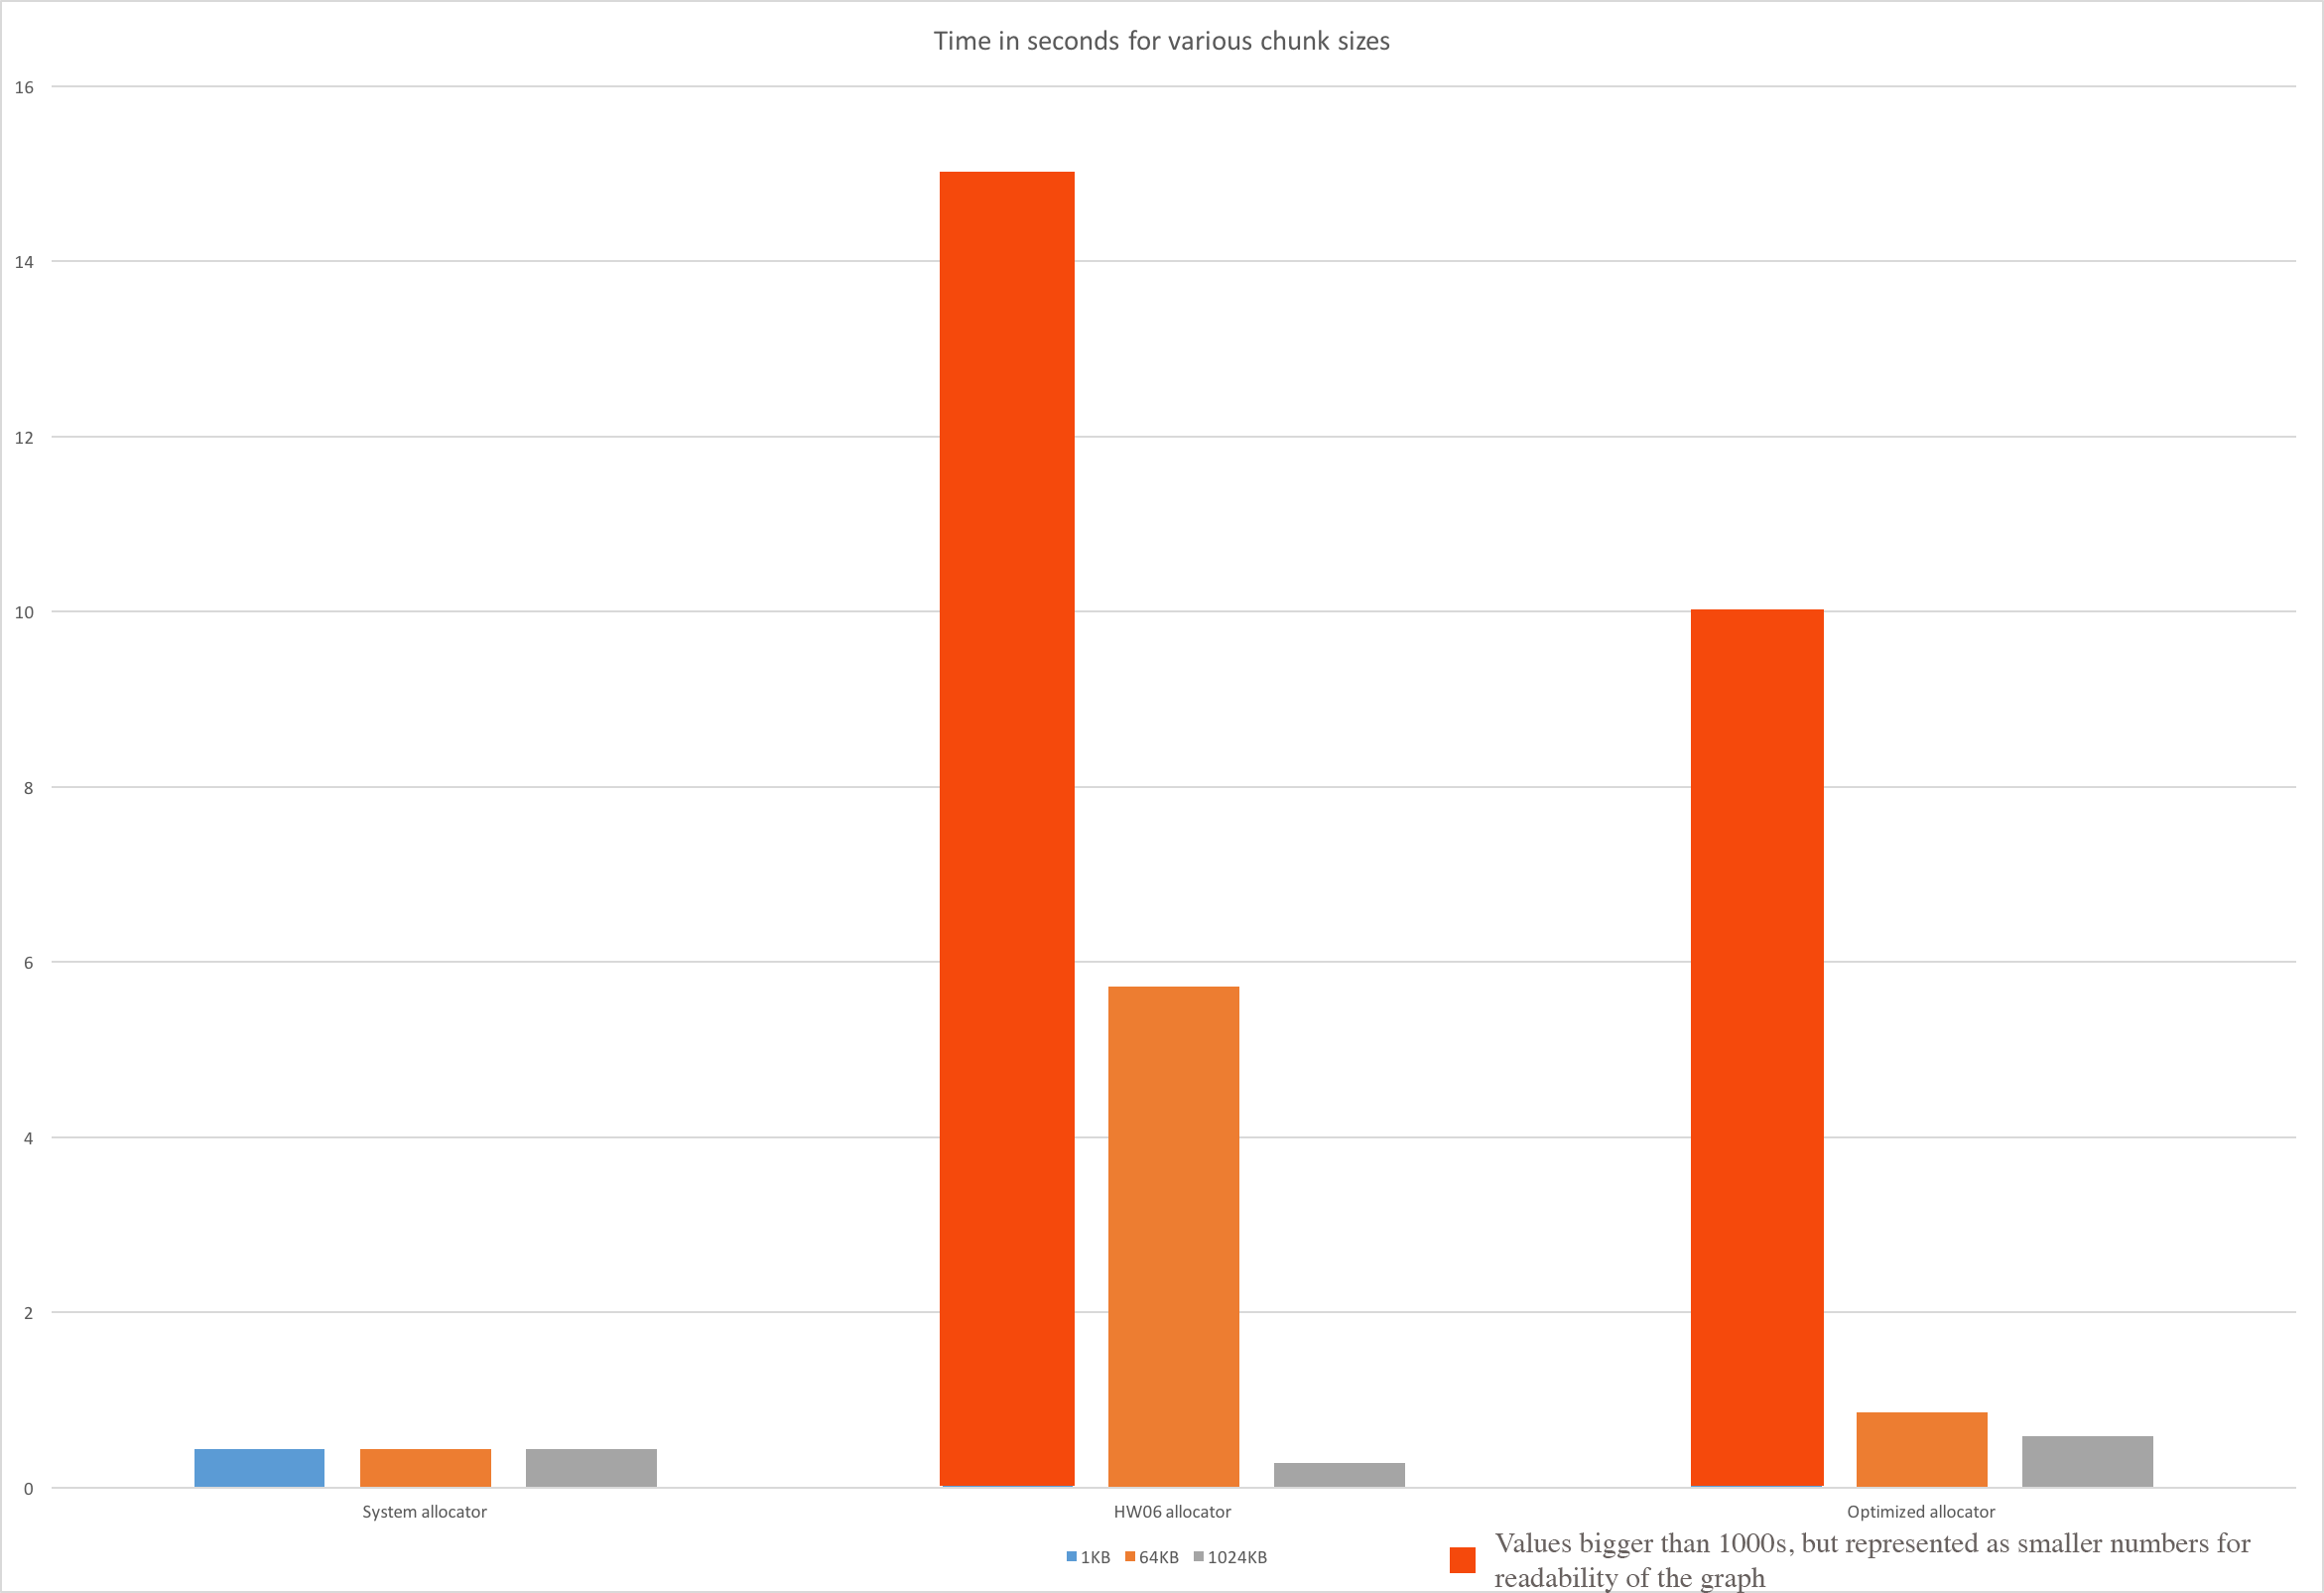 Time in seconds for various chunk sizes
16
14
12
10
8
6
4
2
0
System allocator
HW06 allocator
Optimized allocator
1KB
64KB
1024KB
Values bigger than 1000s, but represented as smaller numbers for
readability of the graph